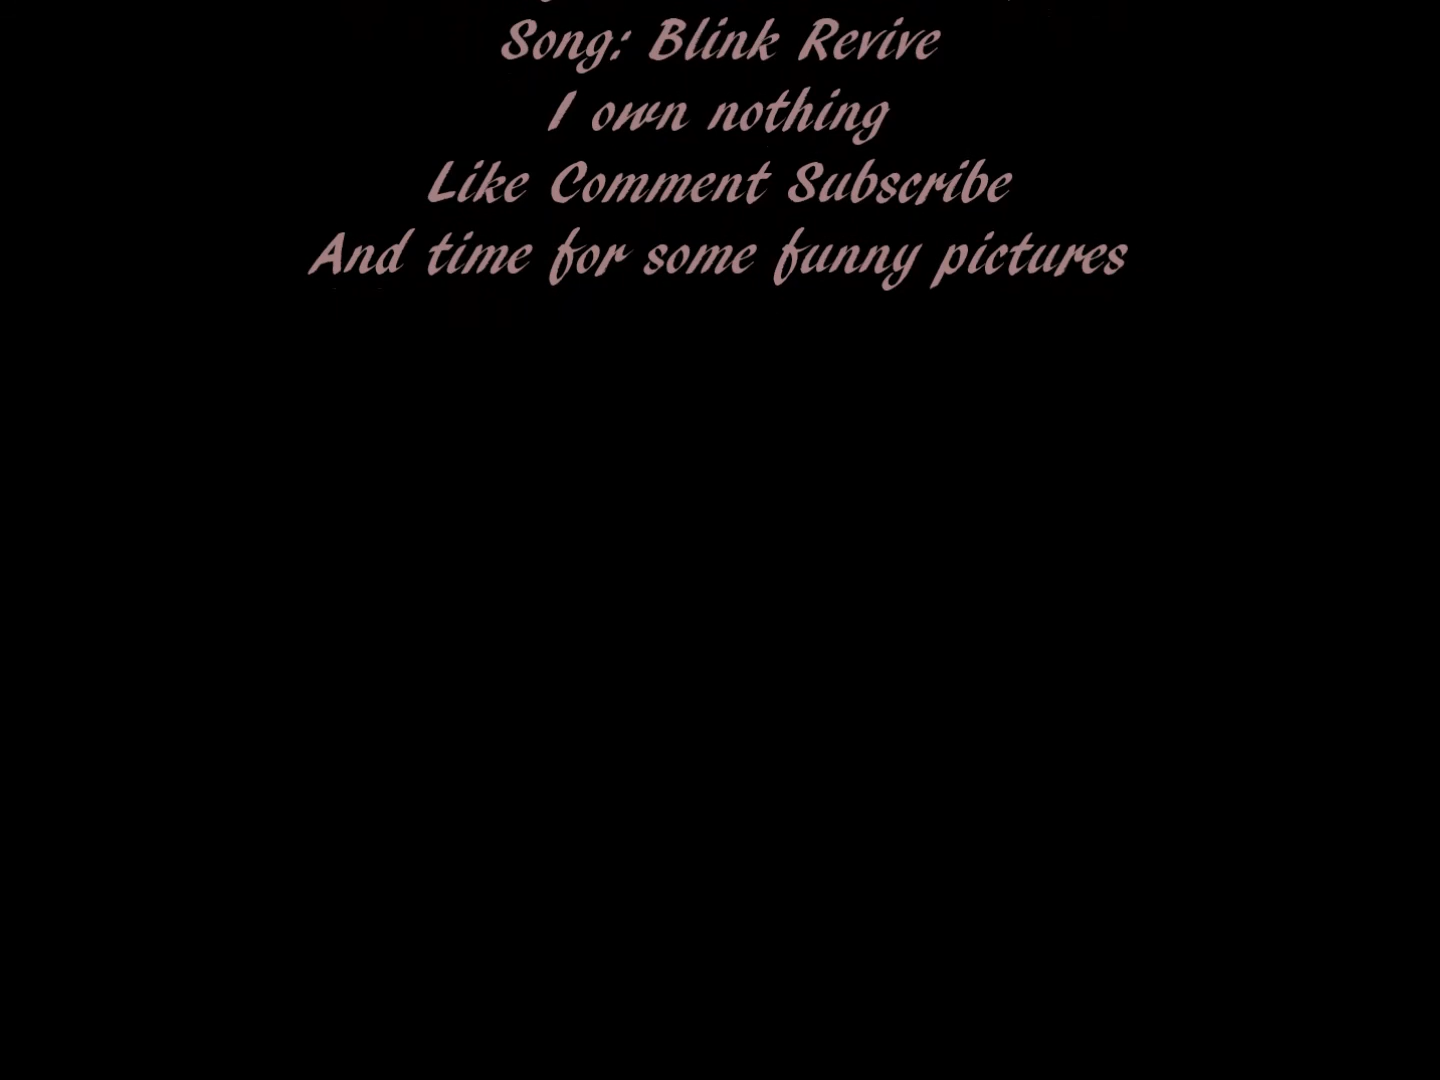 Song: Blink Revive
I own nothing
Like Comment Subscribe
And time for some funny pictures